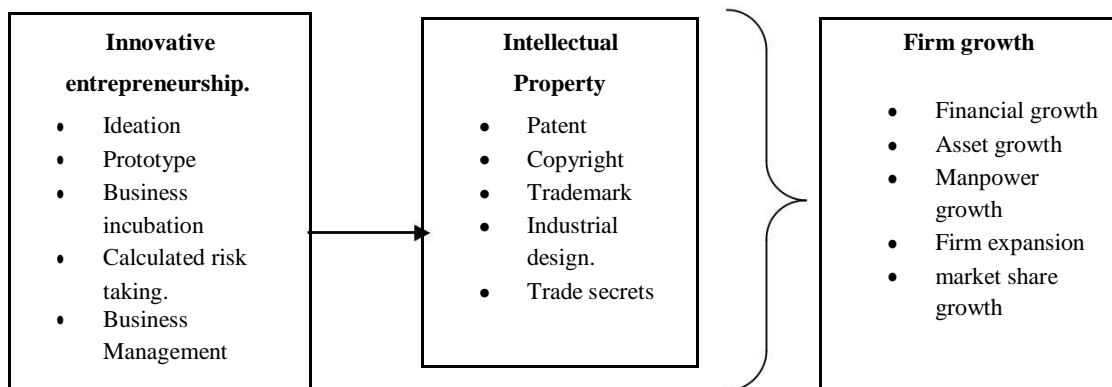 Innovative
entrepreneurship.
• Ideation
• Prototype
• Business
incubation
• Calculated risk
taking.
• Business
Management
Intellectual
Property
• Patent
• Copyright
• Trademark
• Industrial
design.
• Trade secrets
Firm growth
• Financial growth
• Asset growth
• Manpower
growth
• Firm expansion
• market share
growth